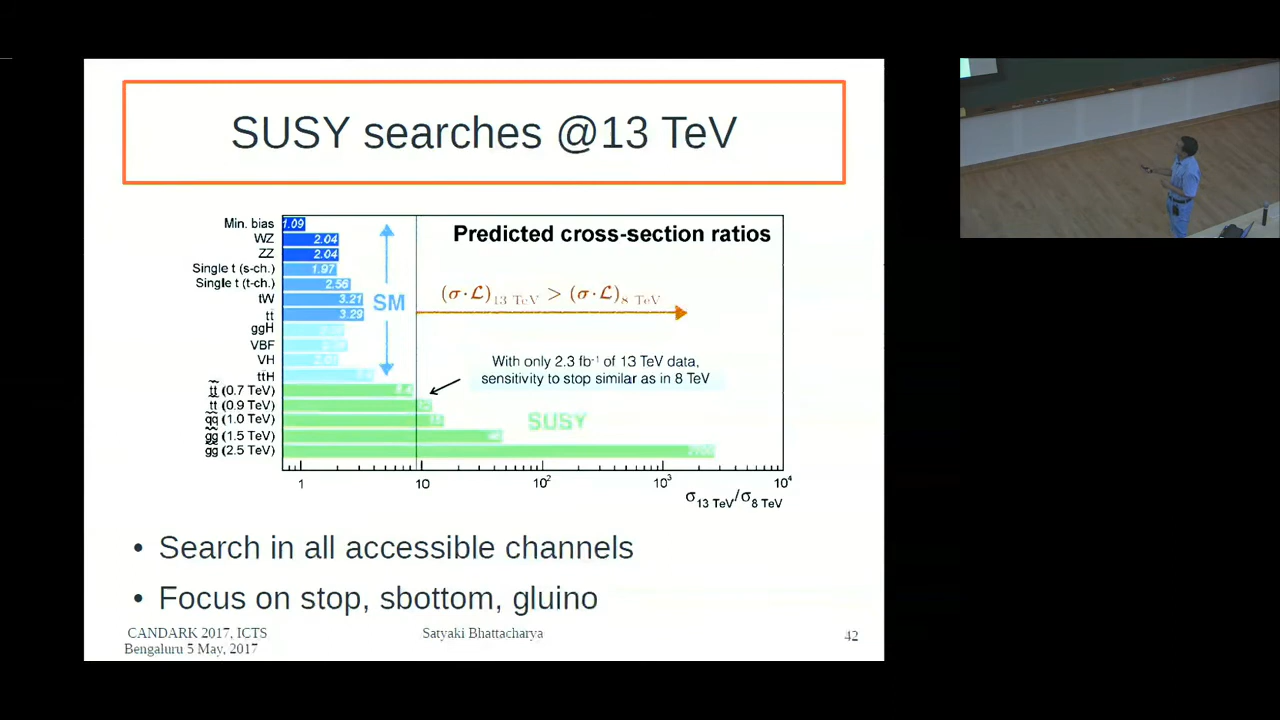 SUSY searches @13 TeV
Predicted cross-section ratios
Min. bias 1.09
WZ 2.04
ZZ 2.04
Single t (s-ch.) 1.97
Single t (t-ch.) 2.56
tW 3.21
tt̄ 3.29
ggH
VBF
VH
tt̄H
t̃t̃ (0.7 TeV)
t̃t̃ (0.9 TeV)
q̃q̃ (1.0 TeV)
g̃g̃ (1.5 TeV)
g̃g̃ (2.5 TeV)
SM
(σ·ℒ)₁₃ TeV > (σ·ℒ)₈ TeV
With only 2.3 fb⁻¹ of 13 TeV data,
sensitivity to stop similar as in 8 TeV
SUSY
1 10 10² 10³ 10⁴
σ₁₃ TeV/σ₈ TeV
• Search in all accessible channels
• Focus on stop, sbottom, gluino
CANDARK 2017, ICTS
Bengaluru 5 May, 2017
Satyaki Bhattacharya
42